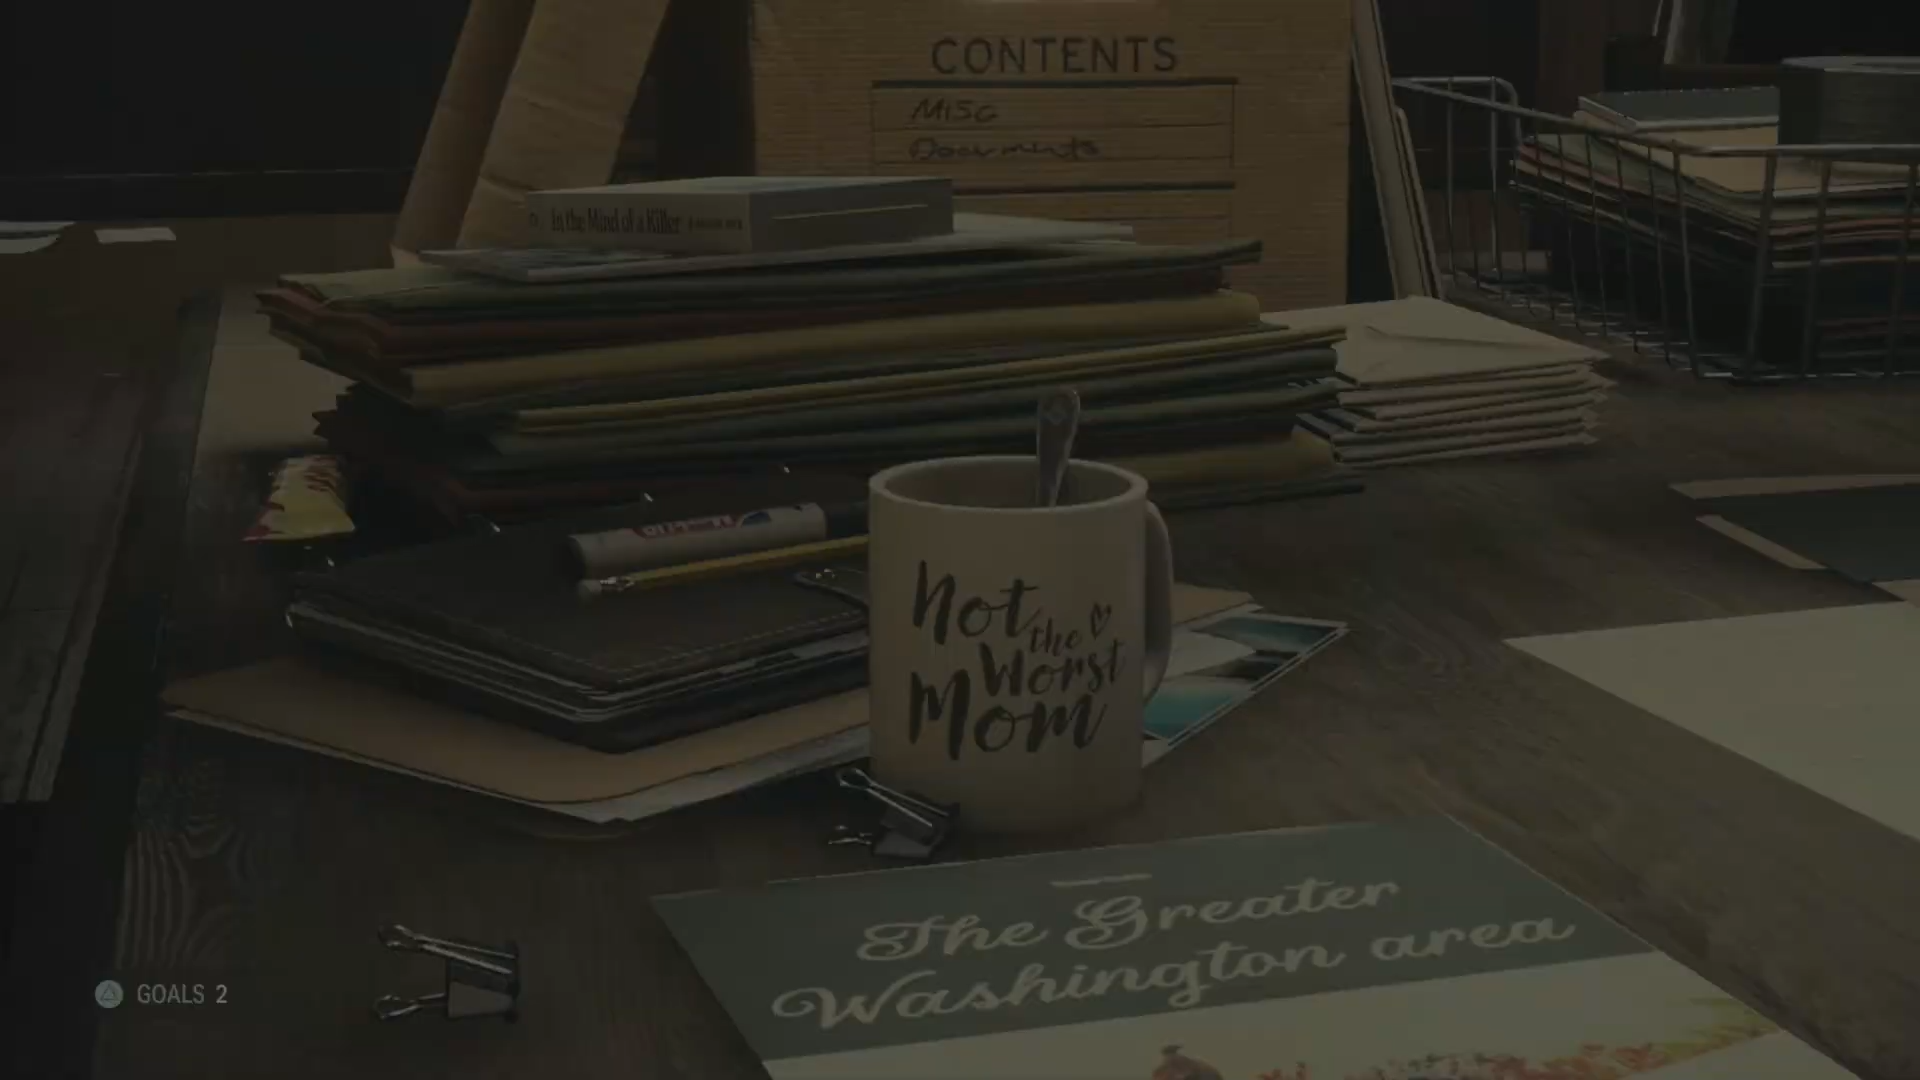 CONTENTS
Misc
Documents
In the Mind of a Killer
Not
the
Worst
Mom
The Greater
Washington area
GOALS 2